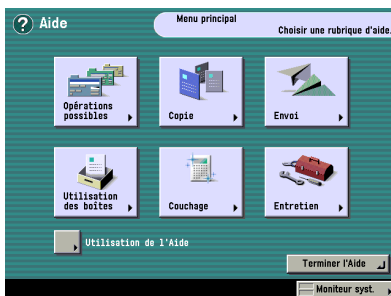 Aide
Menu principal
Choisir une rubrique d'aide.
Opérations
possibles
Copie
Envoi
Utilisation
des boîtes
Couchage
Entretien
Utilisation de l'Aide
Terminer l'Aide
Moniteur syst.